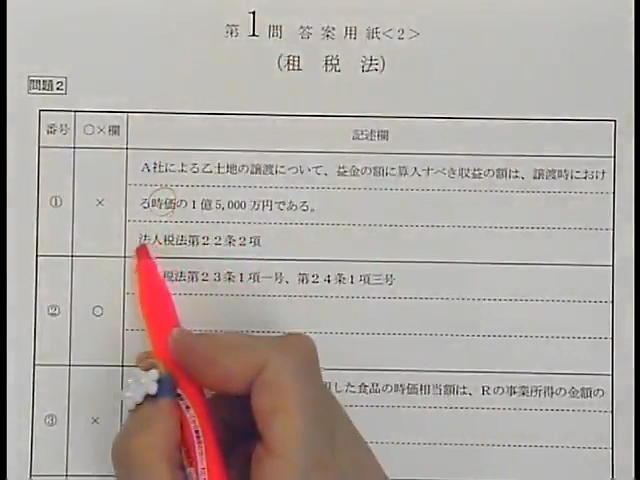 第1問 答案用紙<2>
(租税法)
問題2
番号 ○×欄 記述欄
① × A社による乙土地の譲渡について、益金の額に算入すべき収益の額は、譲渡時におけ
る時価の1億5,000万円である。
法人税法第22条2項
② ○ 税法第23条1項一号、第24条1項三号
③ × した食品の時価相当額は、Rの事業所得の金額の